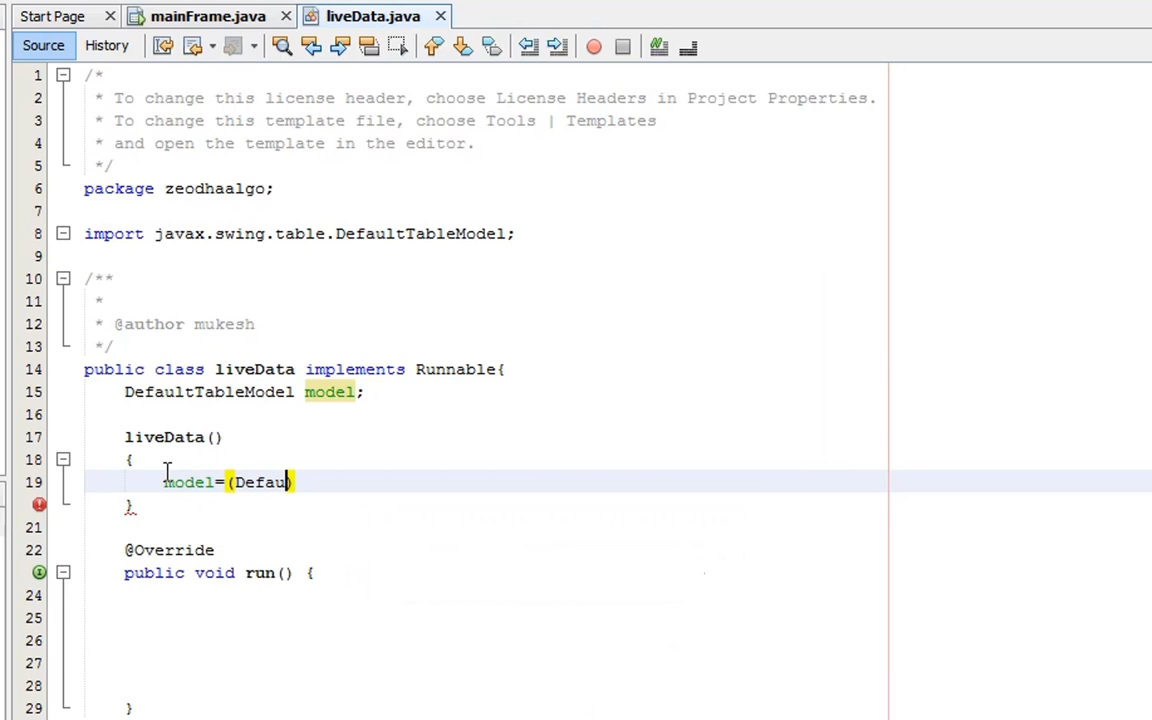 Start Page mainFrame.java liveData.java
Source History
1 /*
2 * To change this license header, choose License Headers in Project Properties.
3 * To change this template file, choose Tools | Templates
4 * and open the template in the editor.
5 */
6 package zeodhaalgo;
7
8 import javax.swing.table.DefaultTableModel;
9
10 /**
11 *
12 * @author mukesh
13 */
14 public class liveData implements Runnable{
15 DefaultTableModel model;
16
17 liveData()
18 {
19 model=(Defau)
}
21
22 @Override
public void run() {
24
25
26
27
28
29 }